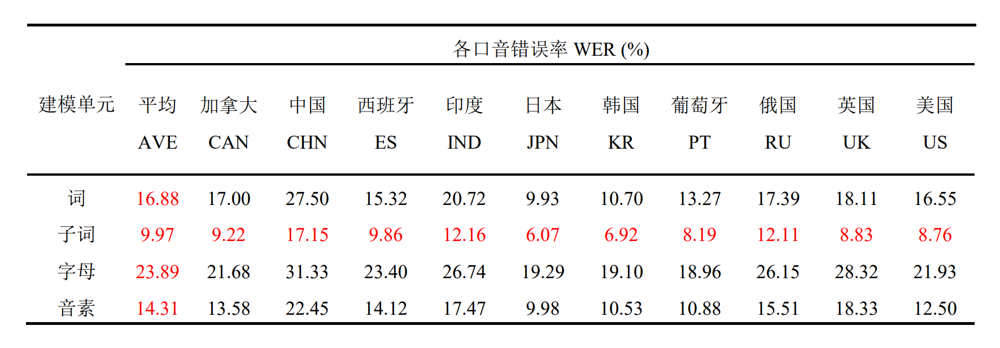 各口音错误率 WER (%)
建模单元 平均 加拿大 中国 西班牙 印度 日本 韩国 葡萄牙 俄国 英国 美国
AVE CAN CHN ES IND JPN KR PT RU UK US
词 16.88 17.00 27.50 15.32 20.72 9.93 10.70 13.27 17.39 18.11 16.55
子词 9.97 9.22 17.15 9.86 12.16 6.07 6.92 8.19 12.11 8.83 8.76
字母 23.89 21.68 31.33 23.40 26.74 19.29 19.10 18.96 26.15 28.32 21.93
音素 14.31 13.58 22.45 14.12 17.47 9.98 10.53 10.88 15.51 18.33 12.50